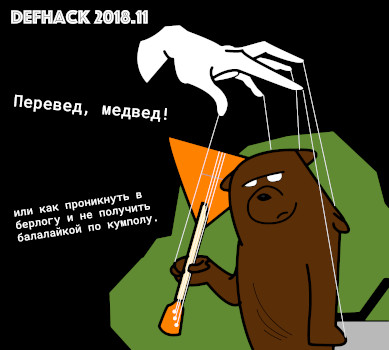 DEFHACK 2018.11
Перевед, медвед!
или как проникнуть в
берлогу и не получить
балалайкой по кумполу.